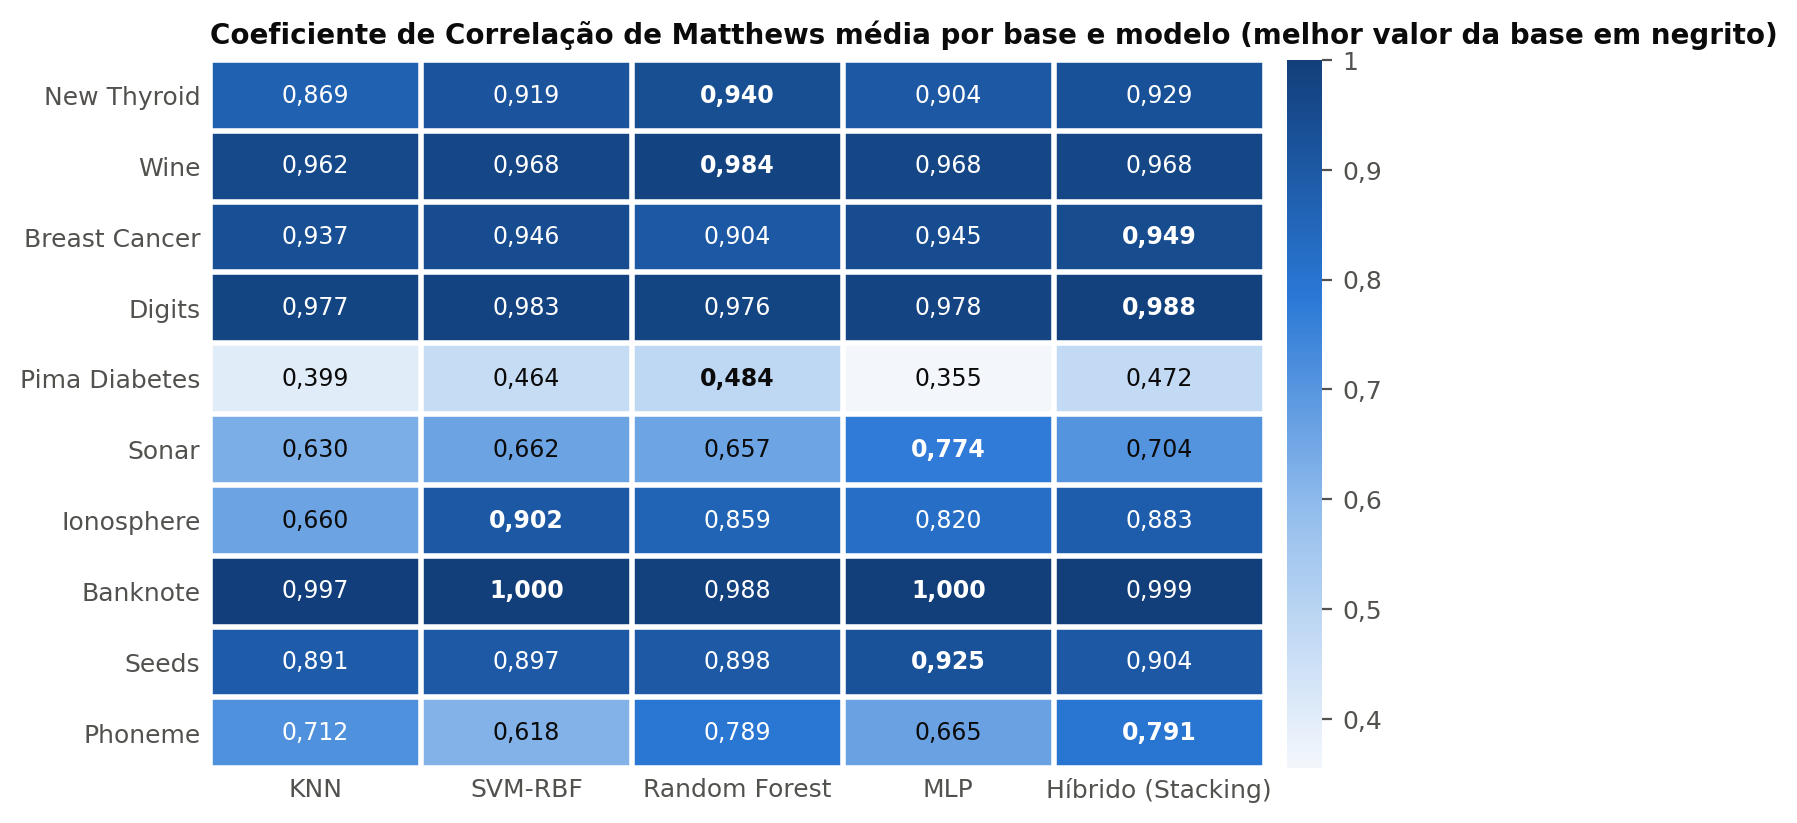 Coeficiente de Correlação de Matthews média por base e modelo (melhor valor da base em negrito)
New Thyroid 0,869 0,919 0,940 0,904 0,929
Wine 0,962 0,968 0,984 0,968 0,968
Breast Cancer 0,937 0,946 0,904 0,945 0,949
Digits 0,977 0,983 0,976 0,978 0,988
Pima Diabetes 0,399 0,464 0,484 0,355 0,472
Sonar 0,630 0,662 0,657 0,774 0,704
Ionosphere 0,660 0,902 0,859 0,820 0,883
Banknote 0,997 1,000 0,988 1,000 0,999
Seeds 0,891 0,897 0,898 0,925 0,904
Phoneme 0,712 0,618 0,789 0,665 0,791
KNN SVM-RBF Random Forest MLP Híbrido (Stacking)
1
0,9
0,8
0,7
0,6
0,5
0,4